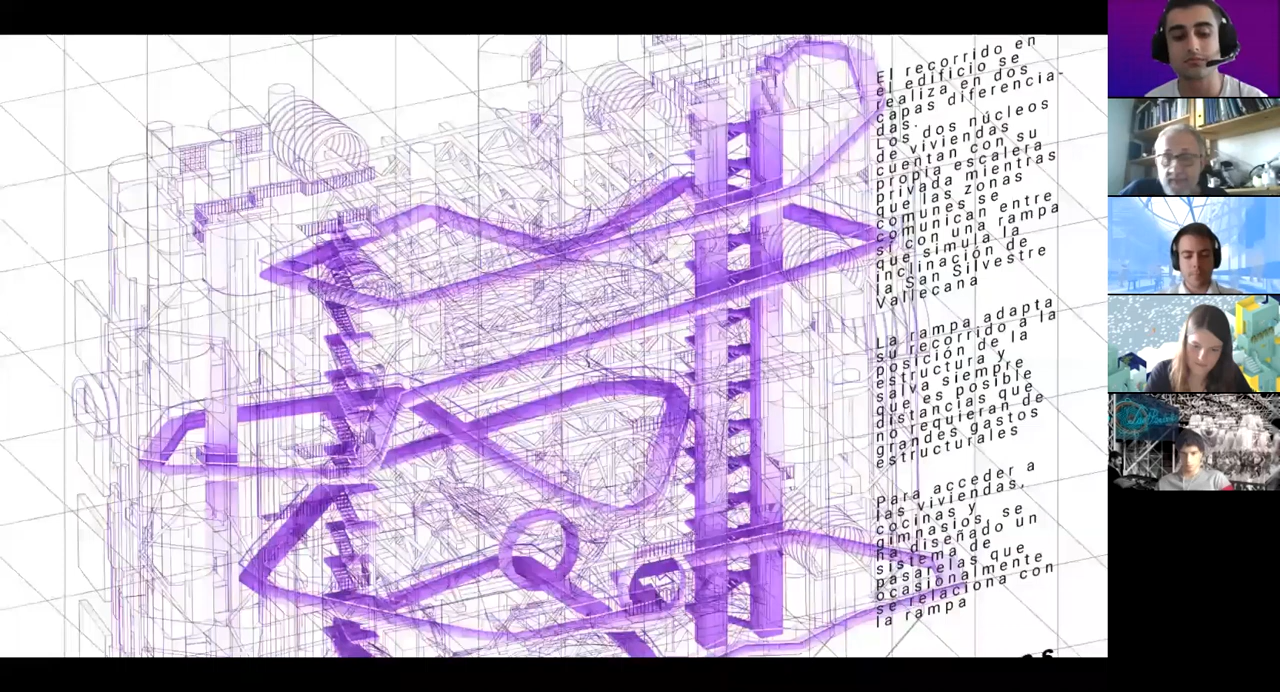 El recorrido en
el edificio se
realiza en dos
capas diferencia-
das.
Los dos núcleos
de viviendas
cuentan con su
propia escalera
privada mientras
que las zonas
comunes se
comunican entre
sí con una rampa
que simula la
inclinación de
la San Silvestre
Vallecana
La rampa adapta
su recorrido a la
posición de la
estructura y
salva siempre
que es posible
distancias que
no requieran de
grandes gastos
estructurales
Para acceder a
las viviendas,
cocinas y
gimnasios se
ha diseñado un
sistema de
pasarelas que
ocasionalmente
se relaciona con
la rampa